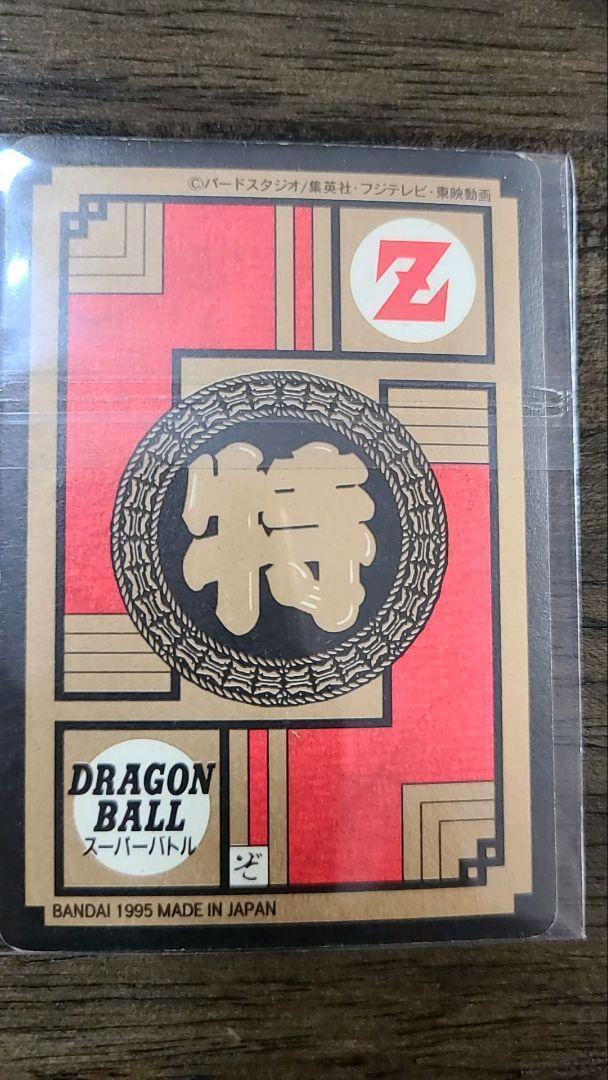 ©バードスタジオ/集英社・フジテレビ・東映動画
Z
特
DRAGON
BALL
スーパーバトル
ぞ
BANDAI 1995 MADE IN JAPAN